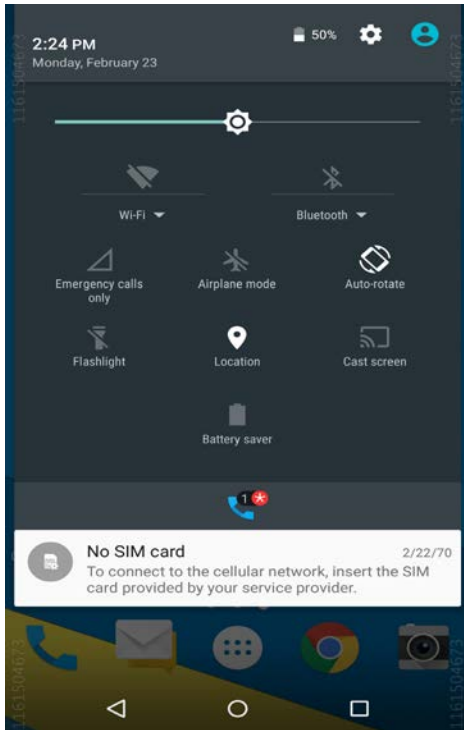 2:24 PM
50%
Monday, February 23
1161504673
1161504673
Wi-Fi
Bluetooth
Emergency calls
only
Airplane mode
Auto-rotate
Flashlight
Location
Cast screen
Battery saver
1
No SIM card
2/22/70
To connect to the cellular network, insert the SIM
card provided by your service provider.
1161504673
1161504673